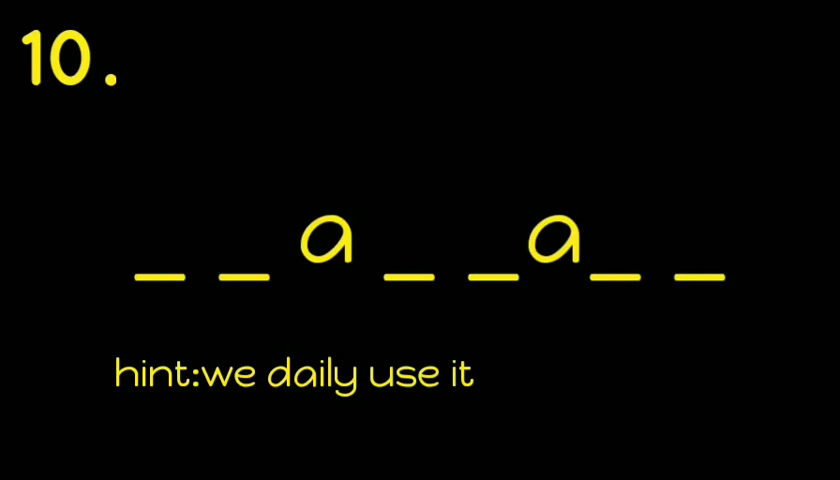 10.
_ _ a _ _ a _ _
hint:we daily use it